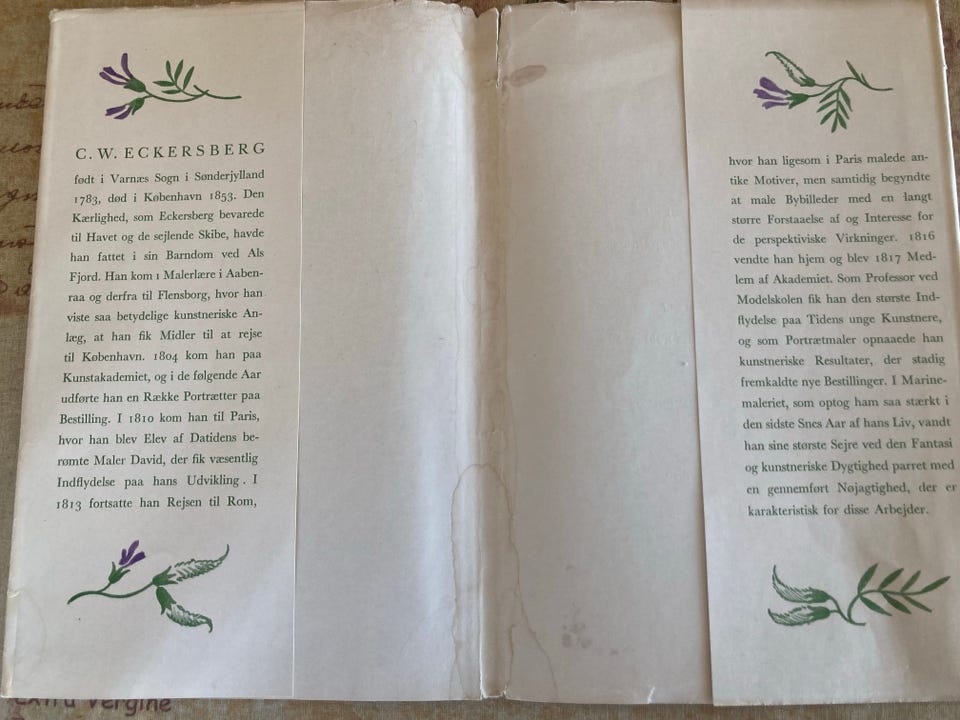 C. W. ECKERSBERG
født i Varnæs Sogn i Sønderjylland
1783, død i København 1853. Den
Kærlighed, som Eckersberg bevarede
til Havet og de sejlende Skibe, havde
han fattet i sin Barndom ved Als
Fjord. Han kom i Malerlære i Aaben-
raa og derfra til Flensborg, hvor han
viste saa betydelige kunstneriske An-
læg, at han fik Midler til at rejse
til København. 1804 kom han paa
Kunstakademiet, og i de følgende Aar
udførte han en Række Portrætter paa
Bestilling. I 1810 kom han til Paris,
hvor han blev Elev af Datidens be-
rømte Maler David, der fik væsentlig
Indflydelse paa hans Udvikling. I
1813 fortsatte han Rejsen til Rom,
hvor han ligesom i Paris malede an-
tike Motiver, men samtidig begyndte
at male Bybilleder med en langt
større Forstaaelse af og Interesse for
de perspektiviske Virkninger. 1816
vendte han hjem og blev 1817 Med-
lem af Akademiet. Som Professor ved
Modelskolen fik han den største Ind-
flydelse paa Tidens unge Kunstnere,
og som Portrætmaler opnaaede han
kunstneriske Resultater, der stadig
fremkaldte nye Bestillinger. I Marine-
maleriet, som optog ham saa stærkt i
den sidste Snes Aar af hans Liv, vandt
han sine største Sejre ved den Fantasi
og kunstneriske Dygtighed parret med
en gennemført Nøjagtighed, der er
karakteristisk for disse Arbejder.
extra vergine